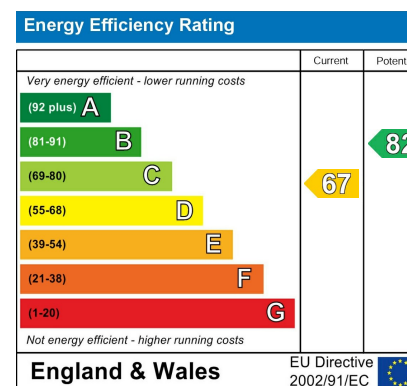 Energy Efficiency Rating
Current
Very energy efficient - lower running costs
(92 plus) A
(81-91) B
82
(69-80) C
67
(55-68) D
(39-54) E
(21-38) F
(1-20) G
Not energy efficient - higher running costs
England & Wales
EU Directive
2002/91/EC